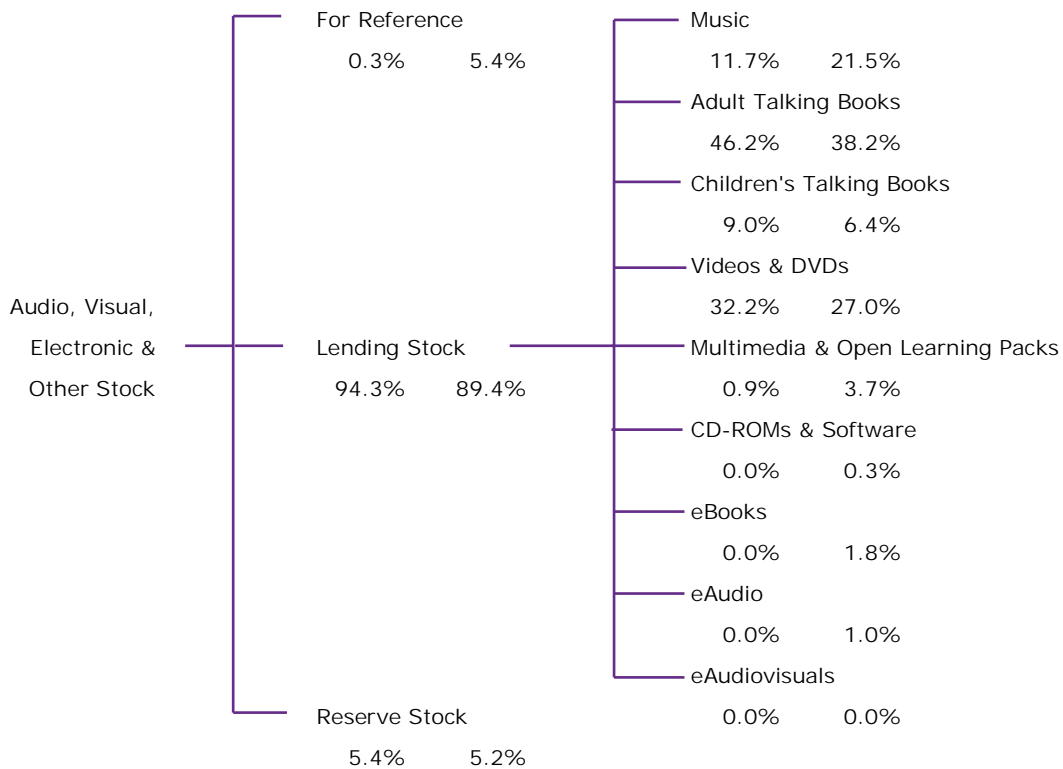 Audio, Visual,
Electronic &
Other Stock
For Reference
0.3% 5.4%
Lending Stock
94.3% 89.4%
Reserve Stock
5.4% 5.2%
Music
11.7% 21.5%
Adult Talking Books
46.2% 38.2%
Children's Talking Books
9.0% 6.4%
Videos & DVDs
32.2% 27.0%
Multimedia & Open Learning Packs
0.9% 3.7%
CD-ROMs & Software
0.0% 0.3%
eBooks
0.0% 1.8%
eAudio
0.0% 1.0%
eAudiovisuals
0.0% 0.0%